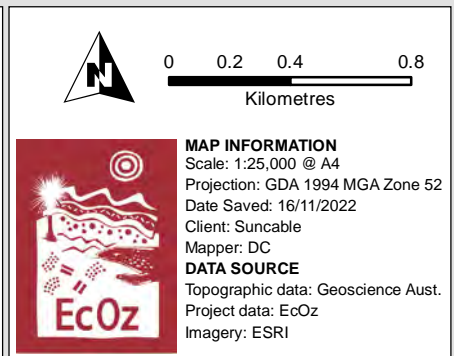 N
0 0.2 0.4 0.8
Kilometres
MAP INFORMATION
Scale: 1:25,000 @ A4
Projection: GDA 1994 MGA Zone 52
Date Saved: 16/11/2022
Client: Suncable
Mapper: DC
DATA SOURCE
Topographic data: Geoscience Aust.
Project data: EcOz
Imagery: ESRI
EcOz